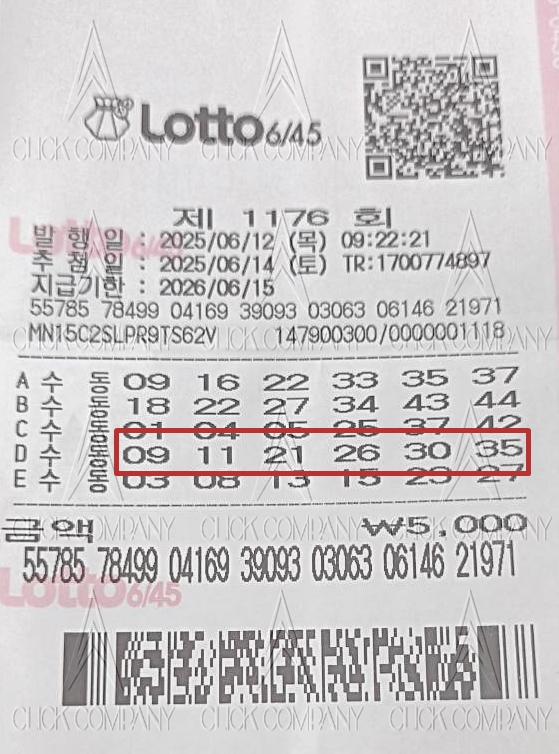 Lotto 6/45
제 1176 회
발 행 일 : 2025/06/12 (목) 09:22:21
추 첨 일 : 2025/06/14 (토) TR:1700774897
지급기한 : 2026/06/15
55785 78499 04169 39093 03063 06146 21971
MN15C2SLPR9TS62V 147900300/0000001118
A 수 동 09 16 22 33 35 37
B 수 동 18 22 27 34 43 44
C 수 동 01 04 05 25 37 42
D 수 동 09 11 21 26 30 35
E 수 동 03 08 13 15 23 27
금 액 ₩5,000
55785 78499 04169 39093 03063 06146 21971
Lotto 6/45
CLICK COMPANY